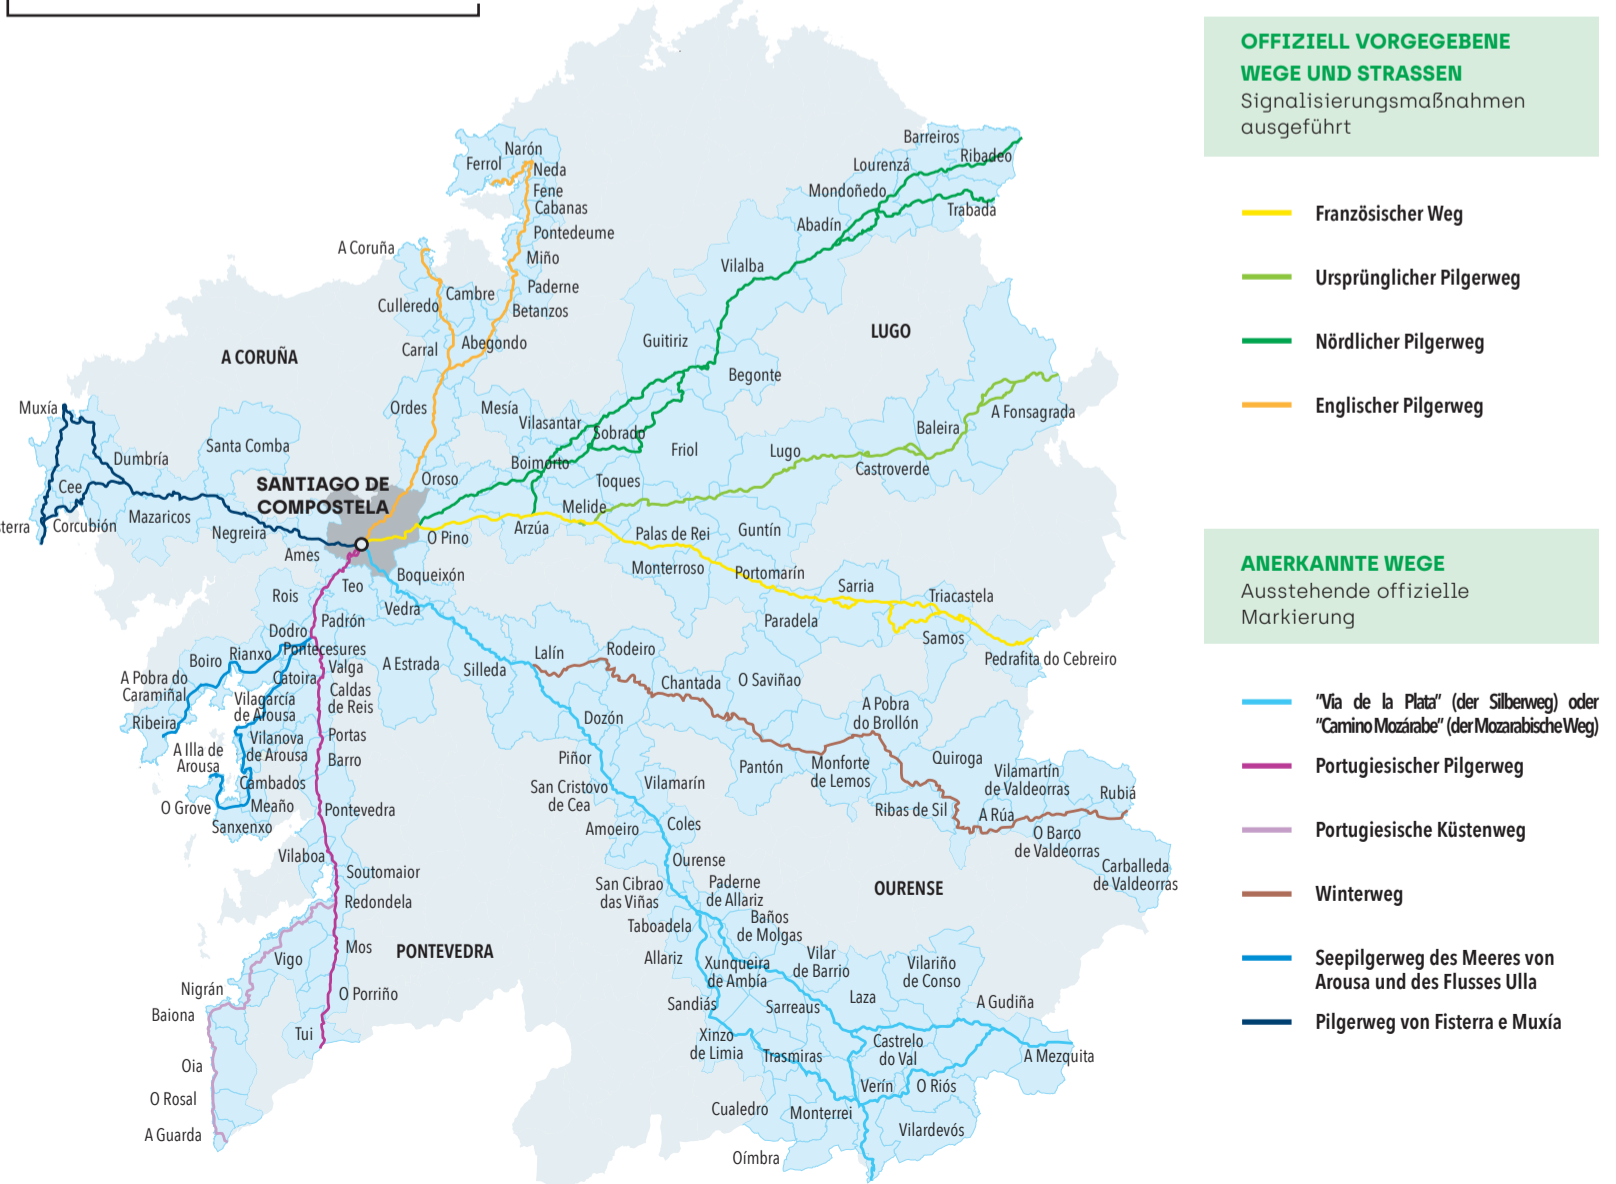 OFFIZIELL VORGEGEBENE
WEGE UND STRASSEN
Signalisierungsmaßnahmen
ausgeführt
Französischer Weg
Ursprünglicher Pilgerweg
Nördlicher Pilgerweg
Englischer Pilgerweg
ANERKANNTE WEGE
Ausstehende offizielle
Markierung
"Via de la Plata" (der Silberweg) oder
"Camino Mozárabe" (der Mozarabische Weg)
Portugiesischer Pilgerweg
Portugiesische Küstenweg
Winterweg
Seepilgerweg des Meeres von
Arousa und des Flusses Ulla
Pilgerweg von Fisterra e Muxía
Narón
Ferrol
Neda
Fene
Cabanas
Pontedeume
Miño
Paderne
Betanzos
A Coruña
Cambre
Culleredo
Abegondo
Carral
A CORUÑA
Ordes
Mesía
Vilasantar
Sobrado
Boimorto
Toques
Oroso
Barreiros
Ribadeo
Lourenzá
Mondoñedo
Trabada
Abadín
Vilalba
Guitiriz
LUGO
Begonte
A Fonsagrada
Baleira
Friol
Lugo
Castroverde
Muxía
Dumbría
Santa Comba
Cee
Corcubión
sterra
Mazaricos
Negreira
Ames
SANTIAGO DE
COMPOSTELA
O Pino
Arzúa
Melide
Palas de Rei
Guntín
Monterroso
Portomarín
Sarria
Triacastela
Paradela
Samos
Pedrafita do Cebreiro
Boqueixón
Teo
Vedra
Rois
Padrón
Dodro
Pontecesures
Rianxo
Boiro
Valga
Catoira
A Pobra do
Caramiñal
Ribeira
Vilagarcía
de Arousa
Caldas
de Reis
A Estrada
Silleda
Lalín
Rodeiro
Chantada
O Saviñao
A Pobra
do Brollón
Portas
Vilanova
de Arousa
Barro
A Illa de
Arousa
Cambados
O Grove
Meaño
Sanxenxo
Pontevedra
Dozón
Piñor
San Cristovo
de Cea
Vilamarín
Pantón
Monforte
de Lemos
Quiroga
Vilamartín
de Valdeorras
Rubiá
Ribas de Sil
A Rúa
O Barco
de Valdeorras
Carballeda
de Valdeorras
Amoeiro
Coles
Vilaboa
Soutomaior
Redondela
Ourense
OURENSE
San Cibrao
das Viñas
Paderne
de Allariz
Taboadela
Baños
de Molgas
Mos
PONTEVEDRA
Vigo
Nigrán
O Porriño
Baiona
Tui
Oia
O Rosal
A Guarda
Allariz
Xunqueira
de Ambía
Vilar
de Barrio
Vilariño
de Conso
Sandiás
Sarreaus
Laza
A Gudiña
Xinzo
de Limia
Trasmiras
Castrelo
do Val
A Mezquita
Verín
O Riós
Cualedro
Monterrei
Vilardevós
Oímbra